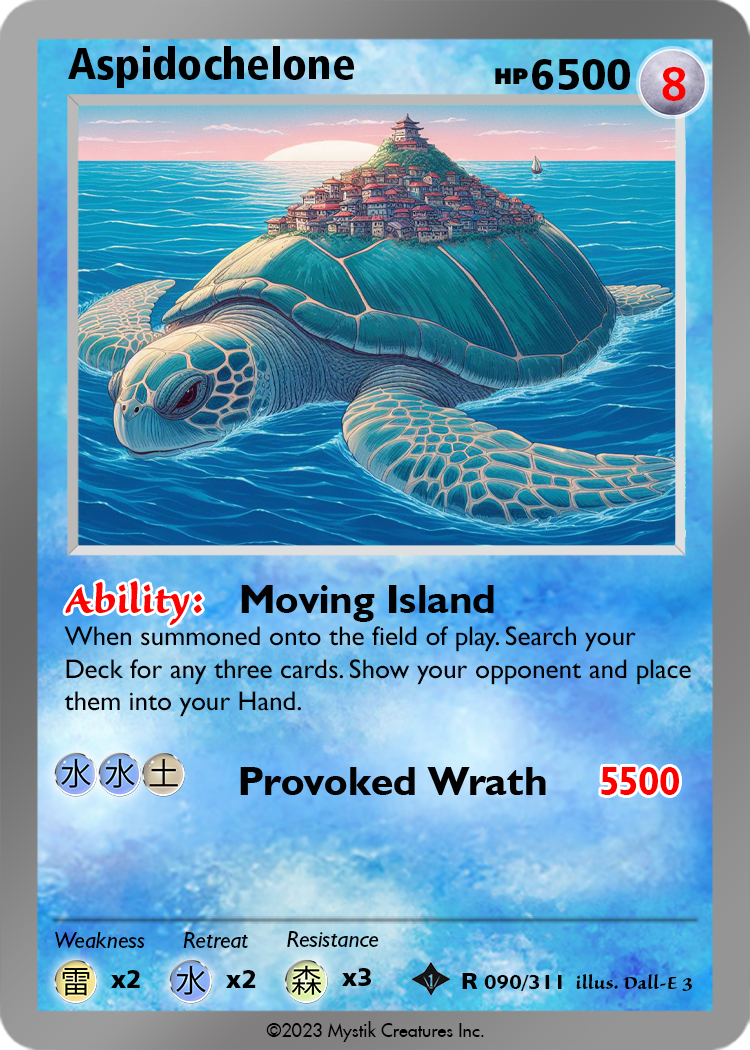 Aspidochelone HP6500 8
Ability: Moving Island
When summoned onto the field of play. Search your
Deck for any three cards. Show your opponent and place
them into your Hand.
水 水 土 Provoked Wrath 5500
Weakness Retreat Resistance
雷 x2 水 x2 森 x3 1 R 090/311 illus. Dall-E 3
©2023 Mystik Creatures Inc.